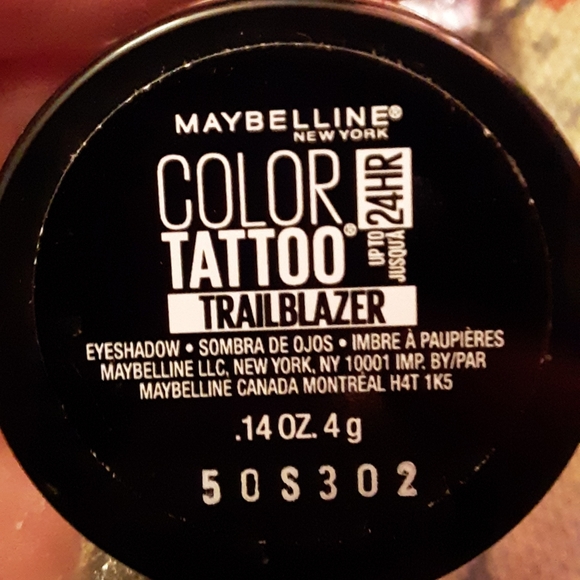 MAYBELLINE®
NEW YORK
COLOR
TATTOO®
UP TO
JUSQU'À
24HR
TRAILBLAZER
EYESHADOW • SOMBRA DE OJOS • IMBRE À PAUPIÈRES
MAYBELLINE LLC, NEW YORK, NY 10001 IMP. BY/PAR
MAYBELLINE CANADA MONTRÉAL H4T 1K5
.14 OZ. 4 g
50S302